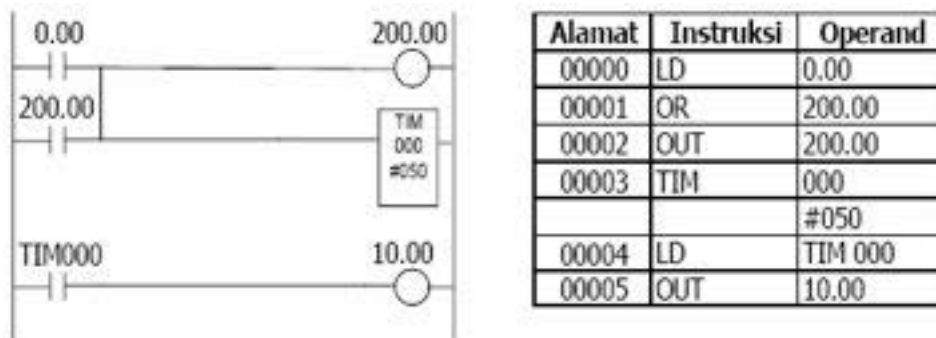 0.00 200.00
200.00
TIM
000
#050
TIM000 10.00
Alamat Instruksi Operand
00000 LD 0.00
00001 OR 200.00
00002 OUT 200.00
00003 TIM 000
#050
00004 LD TIM 000
00005 OUT 10.00